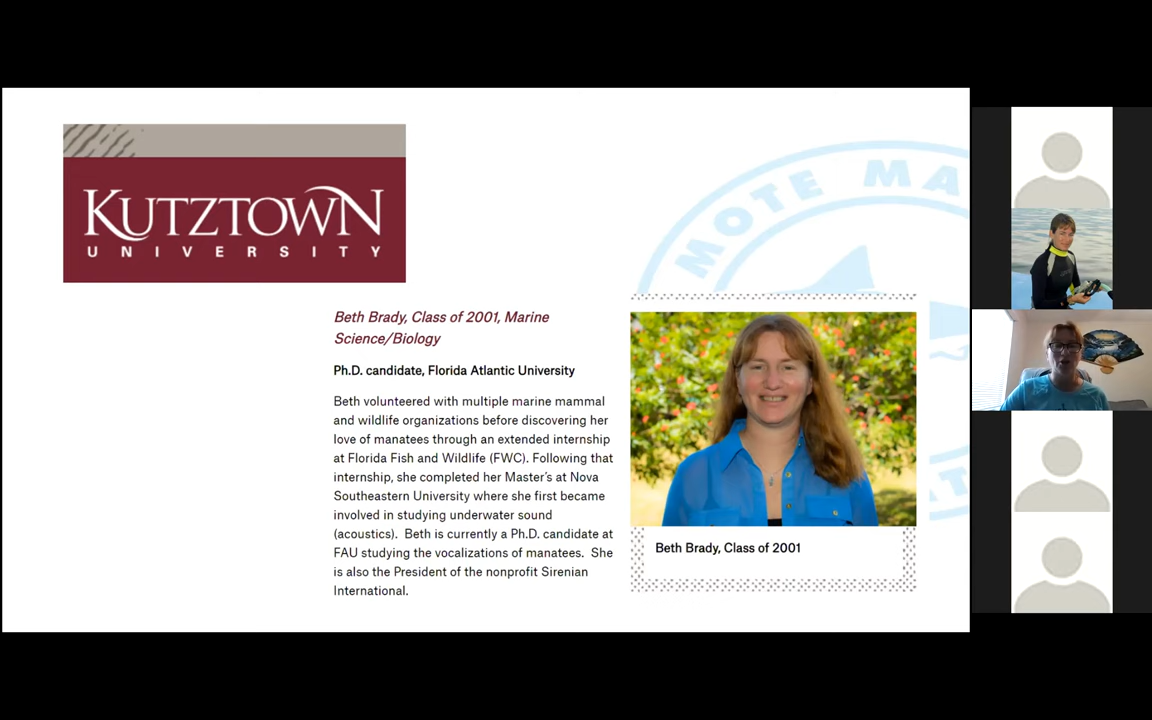 KUTZTOWN
UNIVERSITY
MOTE MA
Beth Brady, Class of 2001, Marine
Science/Biology
Ph.D. candidate, Florida Atlantic University
Beth volunteered with multiple marine mammal
and wildlife organizations before discovering her
love of manatees through an extended internship
at Florida Fish and Wildlife (FWC). Following that
internship, she completed her Master's at Nova
Southeastern University where she first became
involved in studying underwater sound
(acoustics).  Beth is currently a Ph.D. candidate at
FAU studying the vocalizations of manatees.  She
is also the President of the nonprofit Sirenian
International.
Beth Brady, Class of 2001